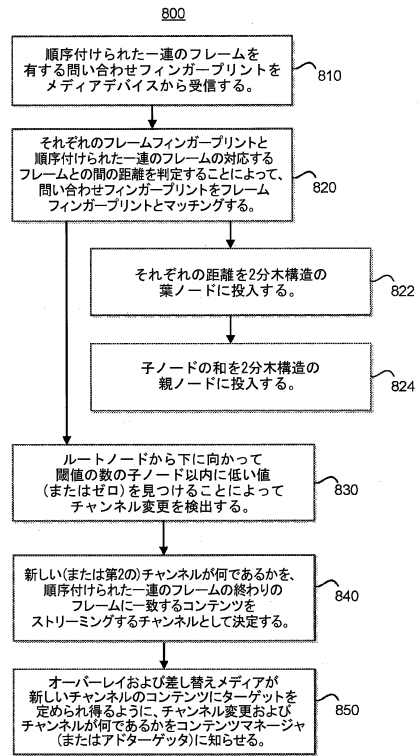 800
順序付けられた一連のフレームを
有する問い合わせフィンガープリントを
メディアデバイスから受信する。
810
それぞれのフレームフィンガープリントと
順序付けられた一連のフレームの対応する
フレームとの間の距離を判定することによって、
問い合わせフィンガープリントをフレーム
フィンガープリントとマッチングする。
820
それぞれの距離を2分木構造の
葉ノードに投入する。
822
子ノードの和を2分木構造の
親ノードに投入する。
824
ルートノードから下に向かって
閾値の数の子ノード以内に低い値
(またはゼロ)を見つけることによって
チャンネル変更を検出する。
830
新しい(または第2の)チャンネルが何であるかを、
順序付けられた一連のフレームの終わりの
フレームに一致するコンテンツを
ストリーミングするチャンネルとして決定する。
840
オーバーレイおよび差し替えメディアが
新しいチャンネルのコンテンツにターゲットを
定められ得るように、チャンネル変更および
チャンネルが何であるかをコンテンツマネージャ
(またはアドターゲッタ)に知らせる。
850